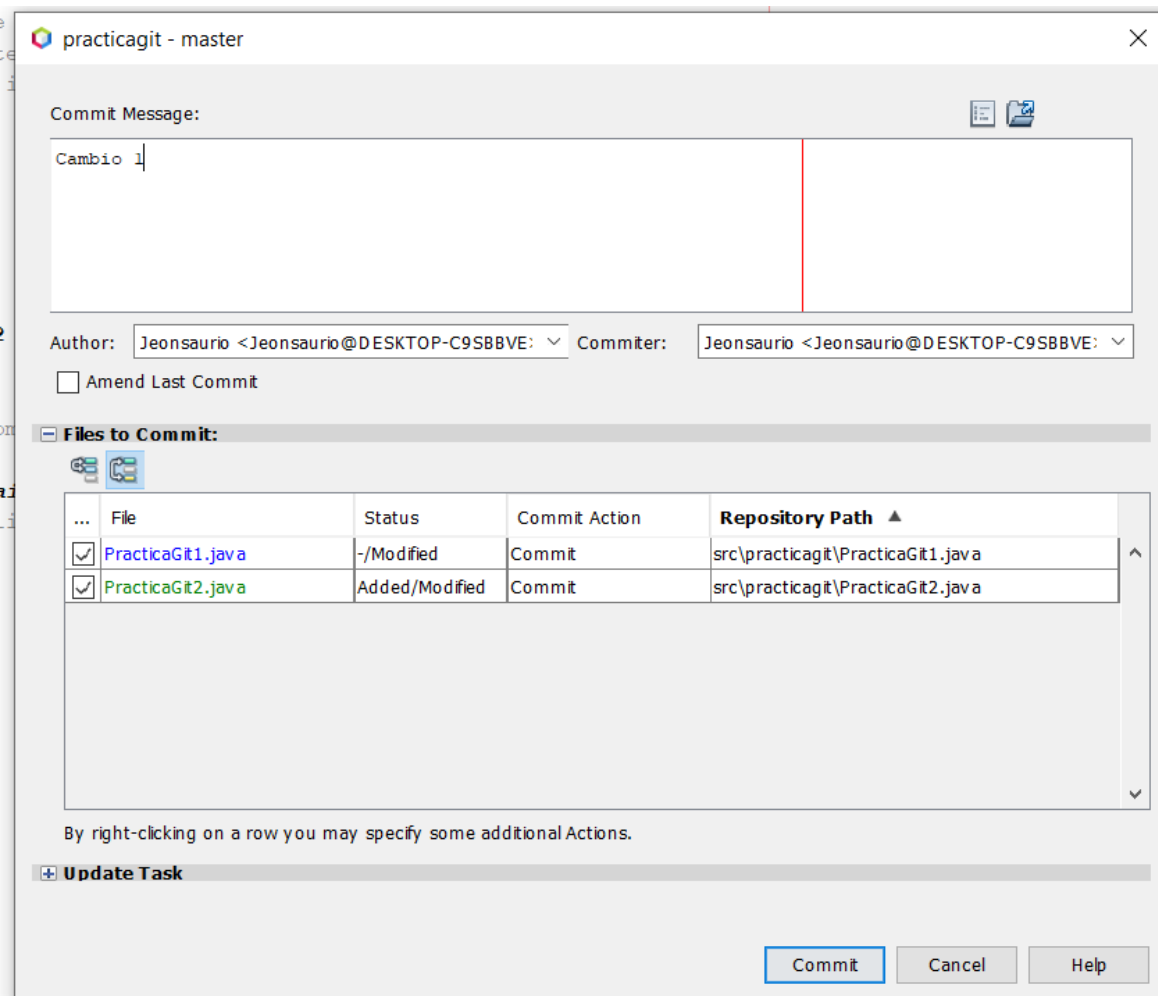 practicagit - master
Commit Message:
Cambio 1
Author: Jeonsaurio <Jeonsaurio@DESKTOP-C9SBBVE> Commiter: Jeonsaurio <Jeonsaurio@DESKTOP-C9SBBVE>
Amend Last Commit
Files to Commit:
... File Status Commit Action Repository Path
PracticaGit1.java -/Modified Commit src\practicagit\PracticaGit1.java
PracticaGit2.java Added/Modified Commit src\practicagit\PracticaGit2.java
By right-clicking on a row you may specify some additional Actions.
Update Task
Commit Cancel Help